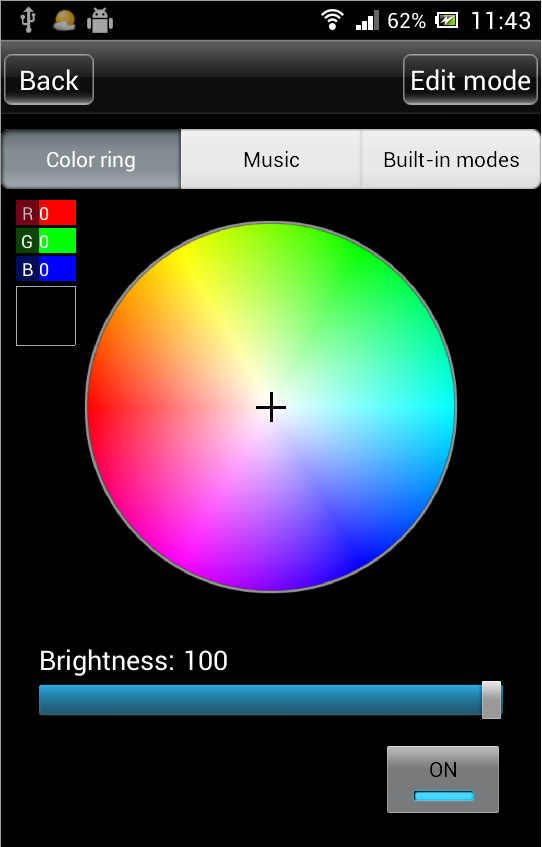 62% 11:43
Back Edit mode
Color ring Music Built-in modes
R 0
G 0
B 0
Brightness: 100
ON